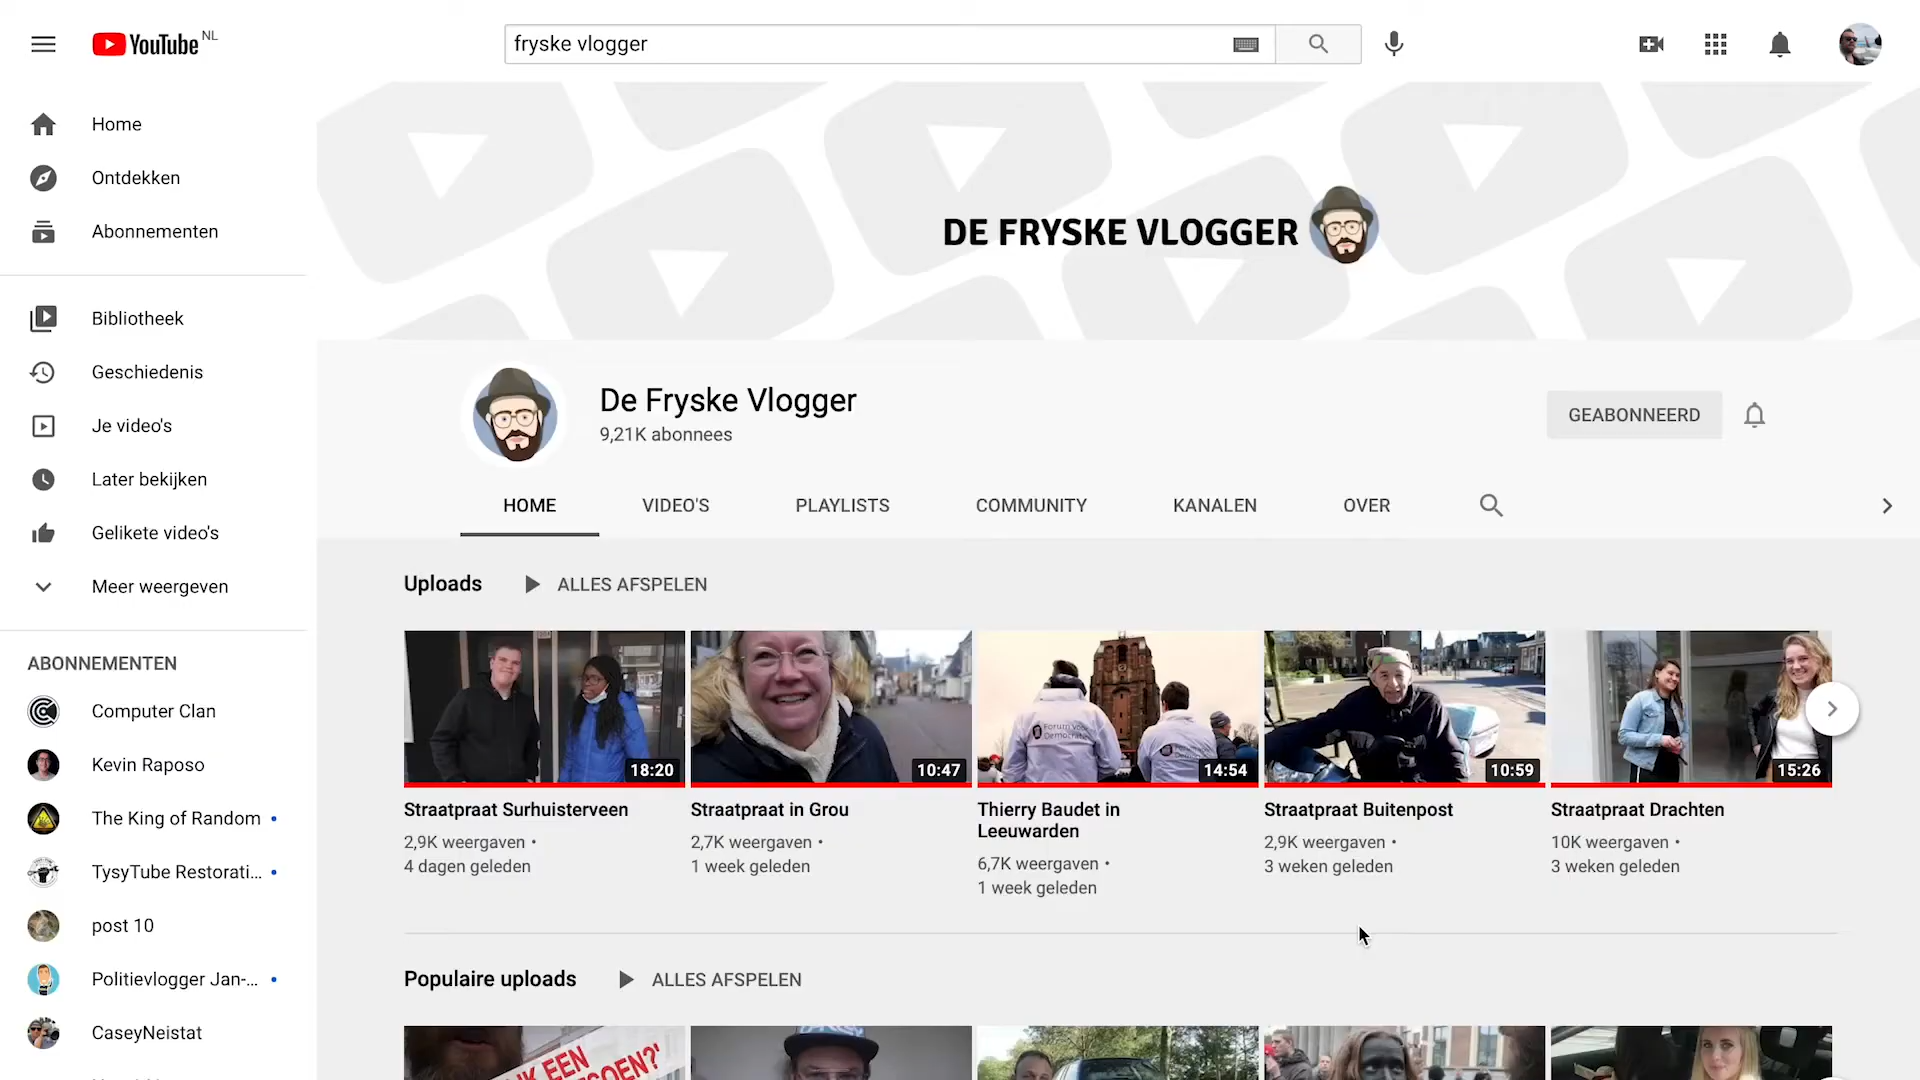 YouTube NL
fryske vlogger
Home
Ontdekken
Abonnementen
Bibliotheek
Geschiedenis
Je video's
Later bekijken
Gelikete video's
Meer weergeven
ABONNEMENTEN
Computer Clan
Kevin Raposo
The King of Random
TysyTube Restorati...
post 10
Politievlogger Jan-...
CaseyNeistat
DE FRYSKE VLOGGER
De Fryske Vlogger
9,21K abonnees
GEABONNEERD
HOME VIDEO'S PLAYLISTS COMMUNITY KANALEN OVER
Uploads ALLES AFSPELEN
18:20
Straatpraat Surhuisterveen
2,9K weergaven •
4 dagen geleden
10:47
Straatpraat in Grou
2,7K weergaven •
1 week geleden
Forum voor
Democratie
14:54
Thierry Baudet in
Leeuwarden
6,7K weergaven •
1 week geleden
10:59
Straatpraat Buitenpost
2,9K weergaven •
3 weken geleden
15:26
Straatpraat Drachten
10K weergaven •
3 weken geleden
Populaire uploads ALLES AFSPELEN
IK EEN